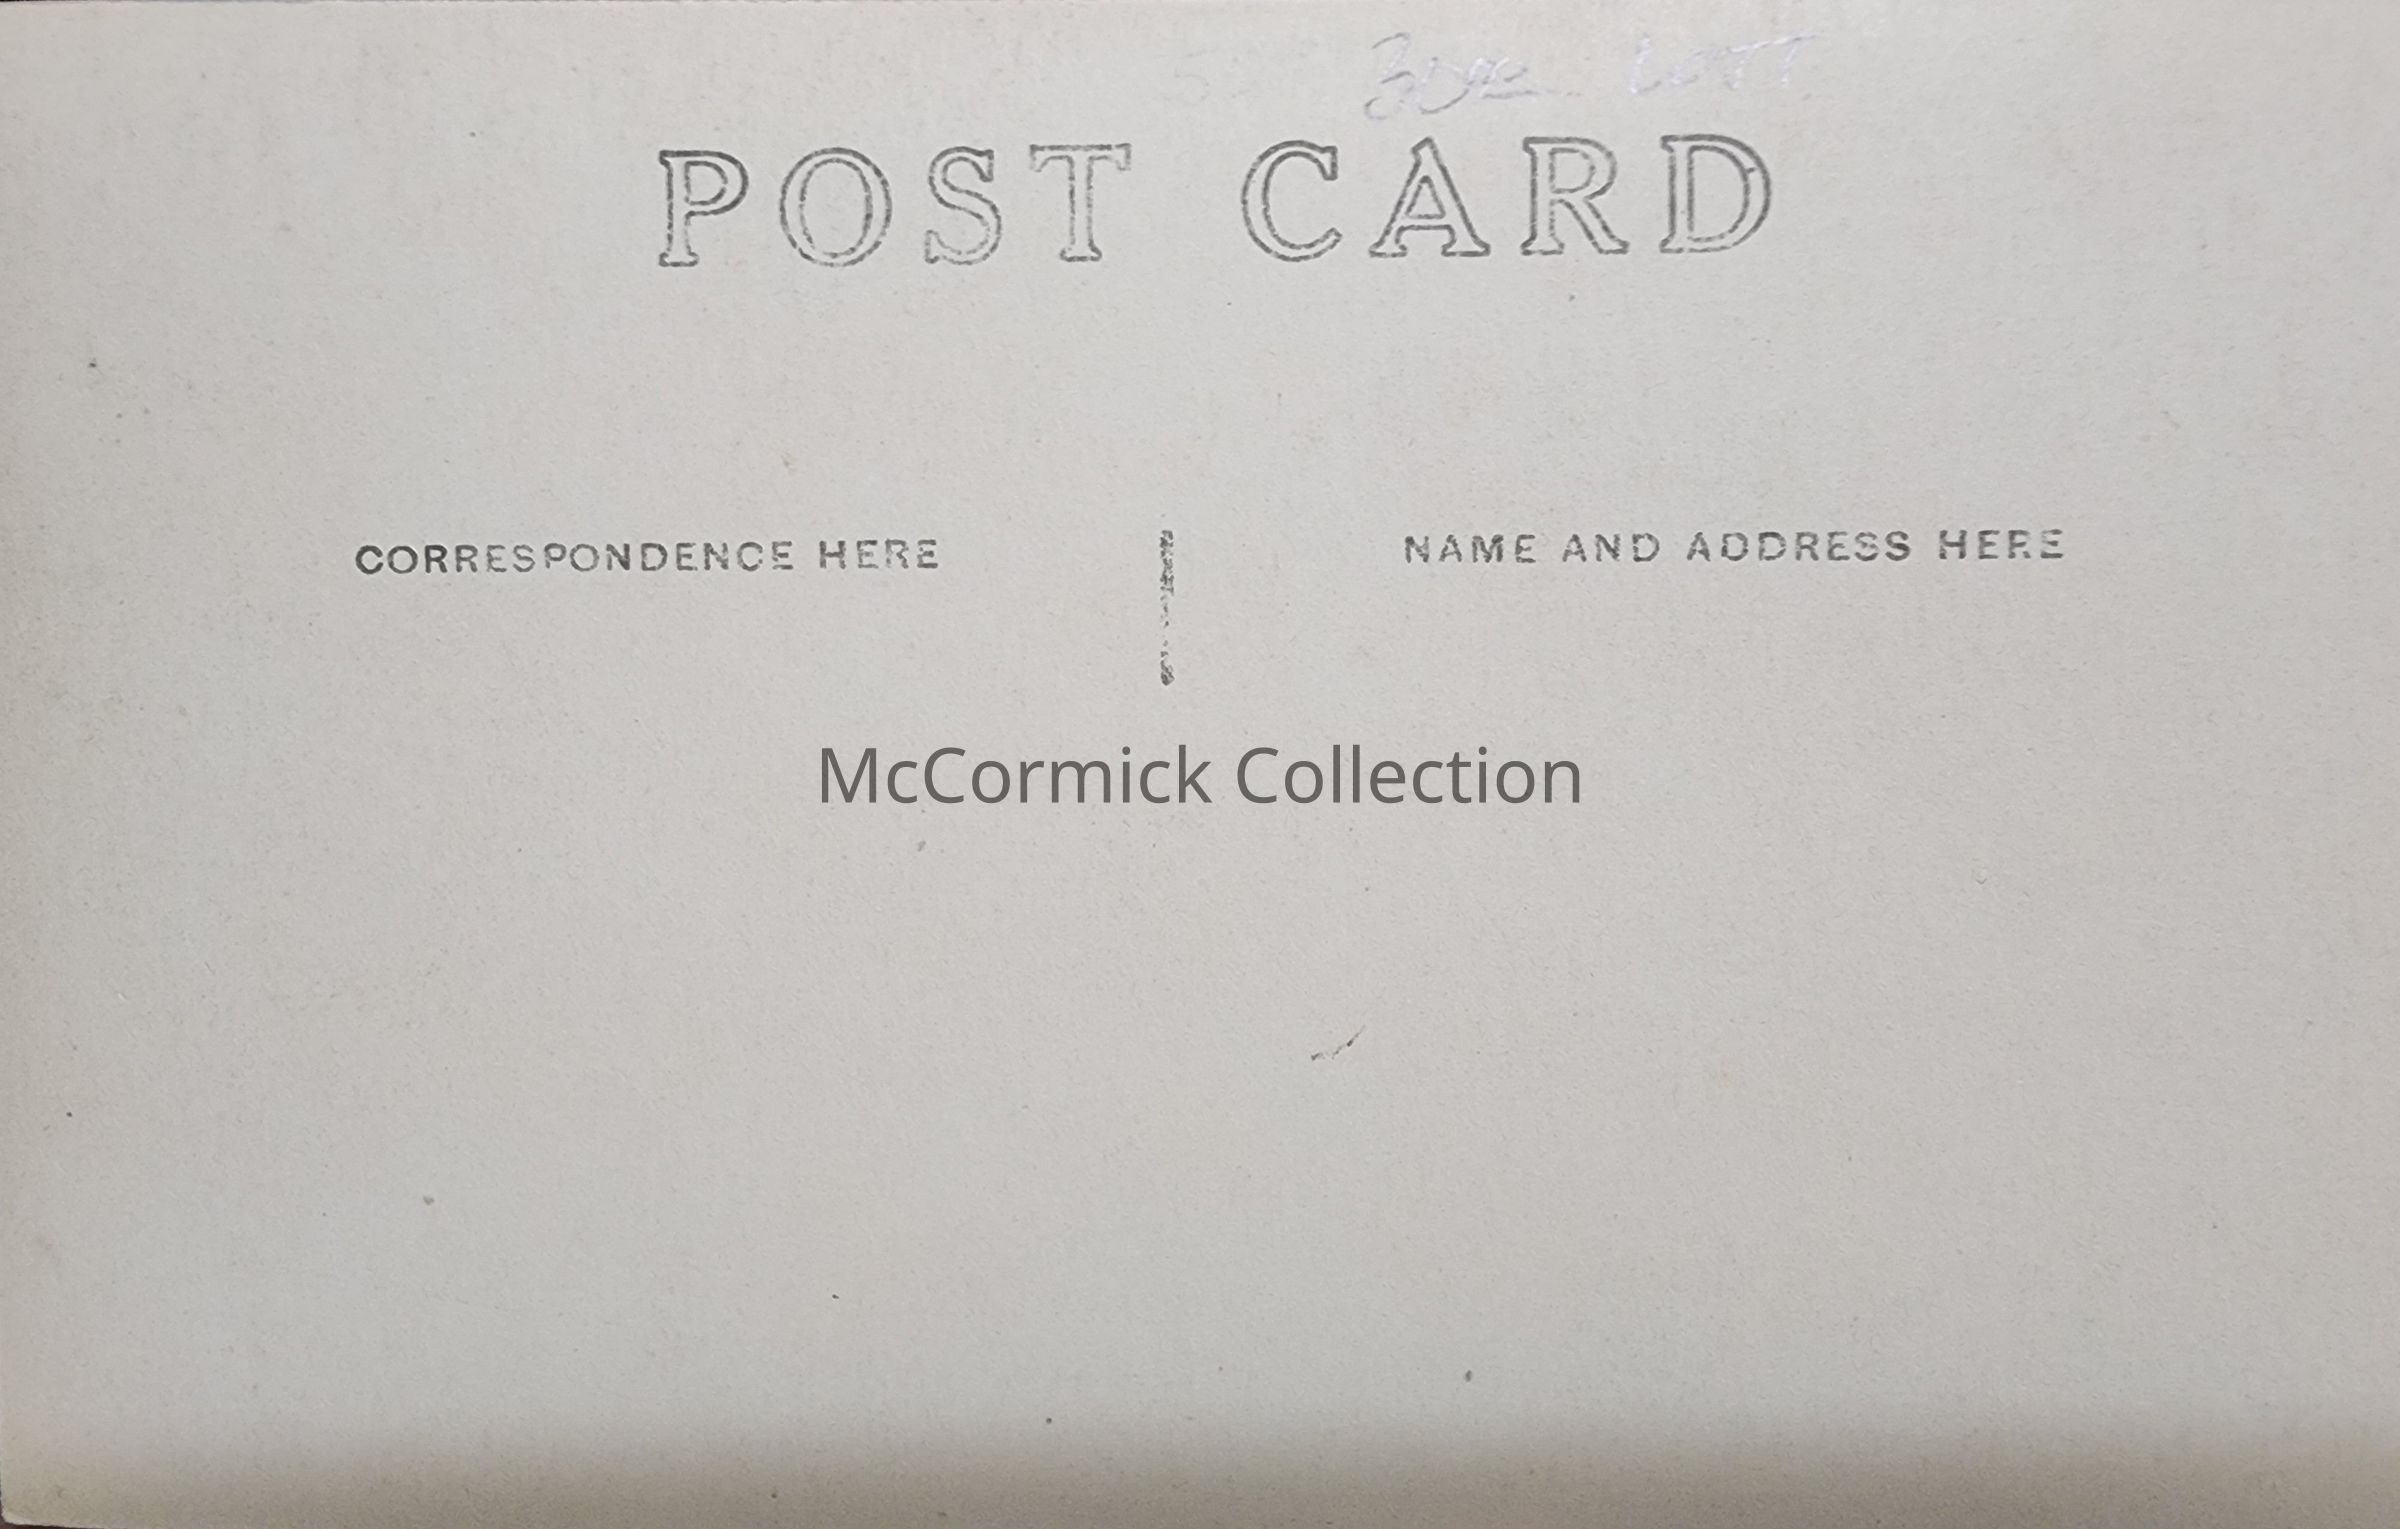 POST CARD
CORRESPONDENCE HERE
NAME AND ADDRESS HERE
McCormick Collection